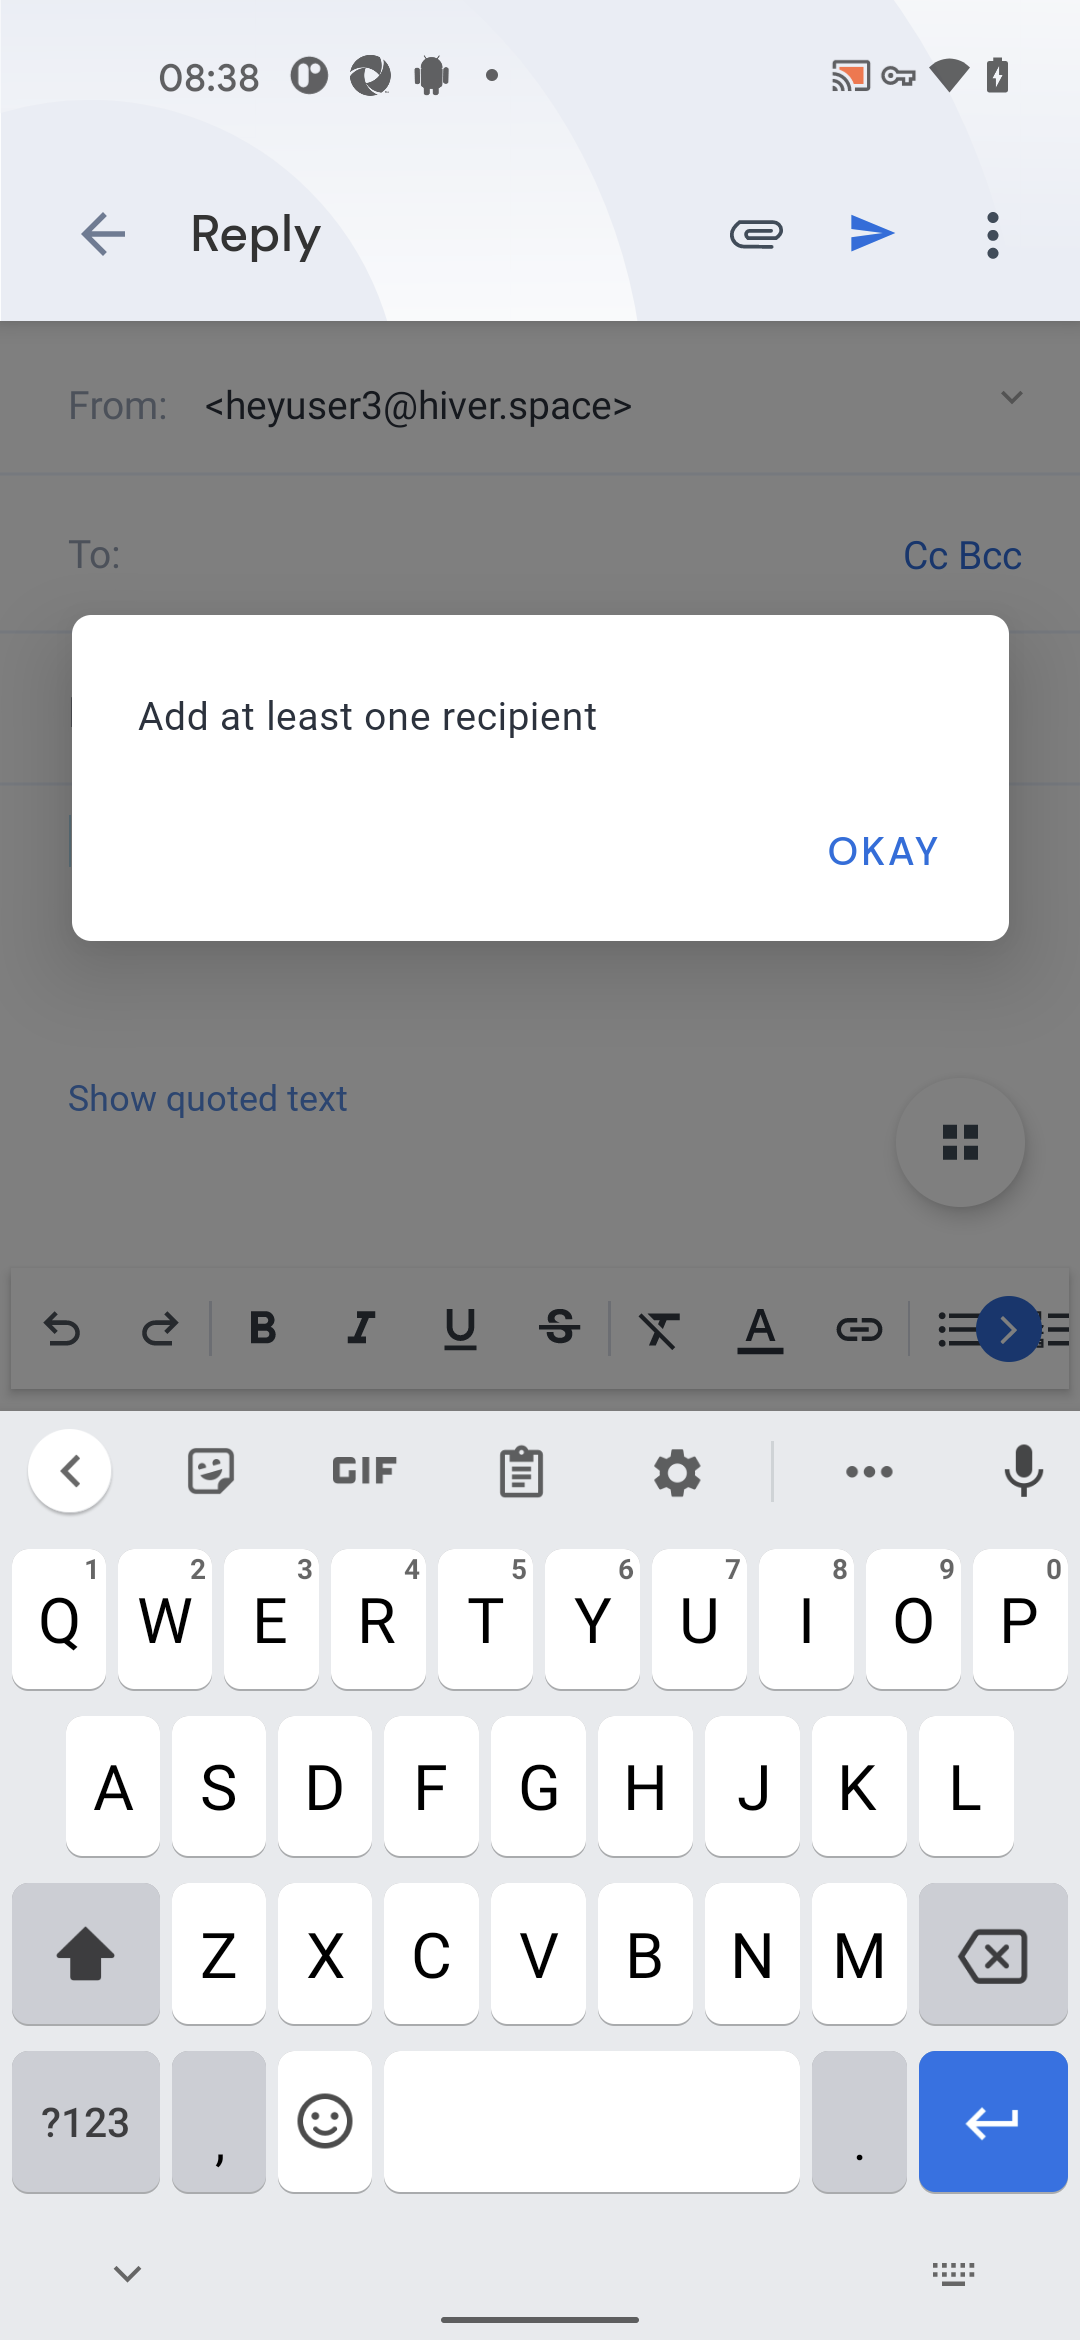 08:38
Reply
From: <heyuser3@hiver.space>
To: Cc Bcc
Add at least one recipient
OKAY
Show quoted text
B I U S A
GIF
1 2 3 4 5 6 7 8 9 0
Q W E R T Y U I O P
A S D F G H J K L
Z X C V B N M
?123 , .